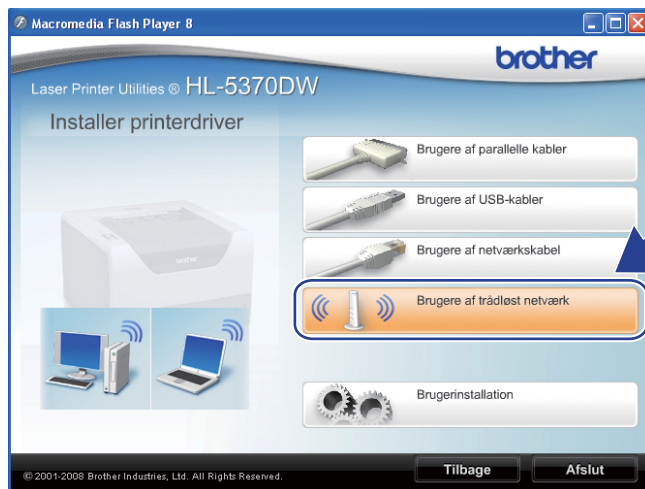 Macromedia Flash Player 8
brother
Laser Printer Utilities ® HL-5370DW
Installer printerdriver
Brugere af parallelle kabler
Brugere af USB-kabler
Brugere af netværkskabel
Brugere af trådløst netværk
Brugerinstallation
© 2001-2008 Brother Industries, Ltd. All Rights Reserved.
Tilbage
Afslut